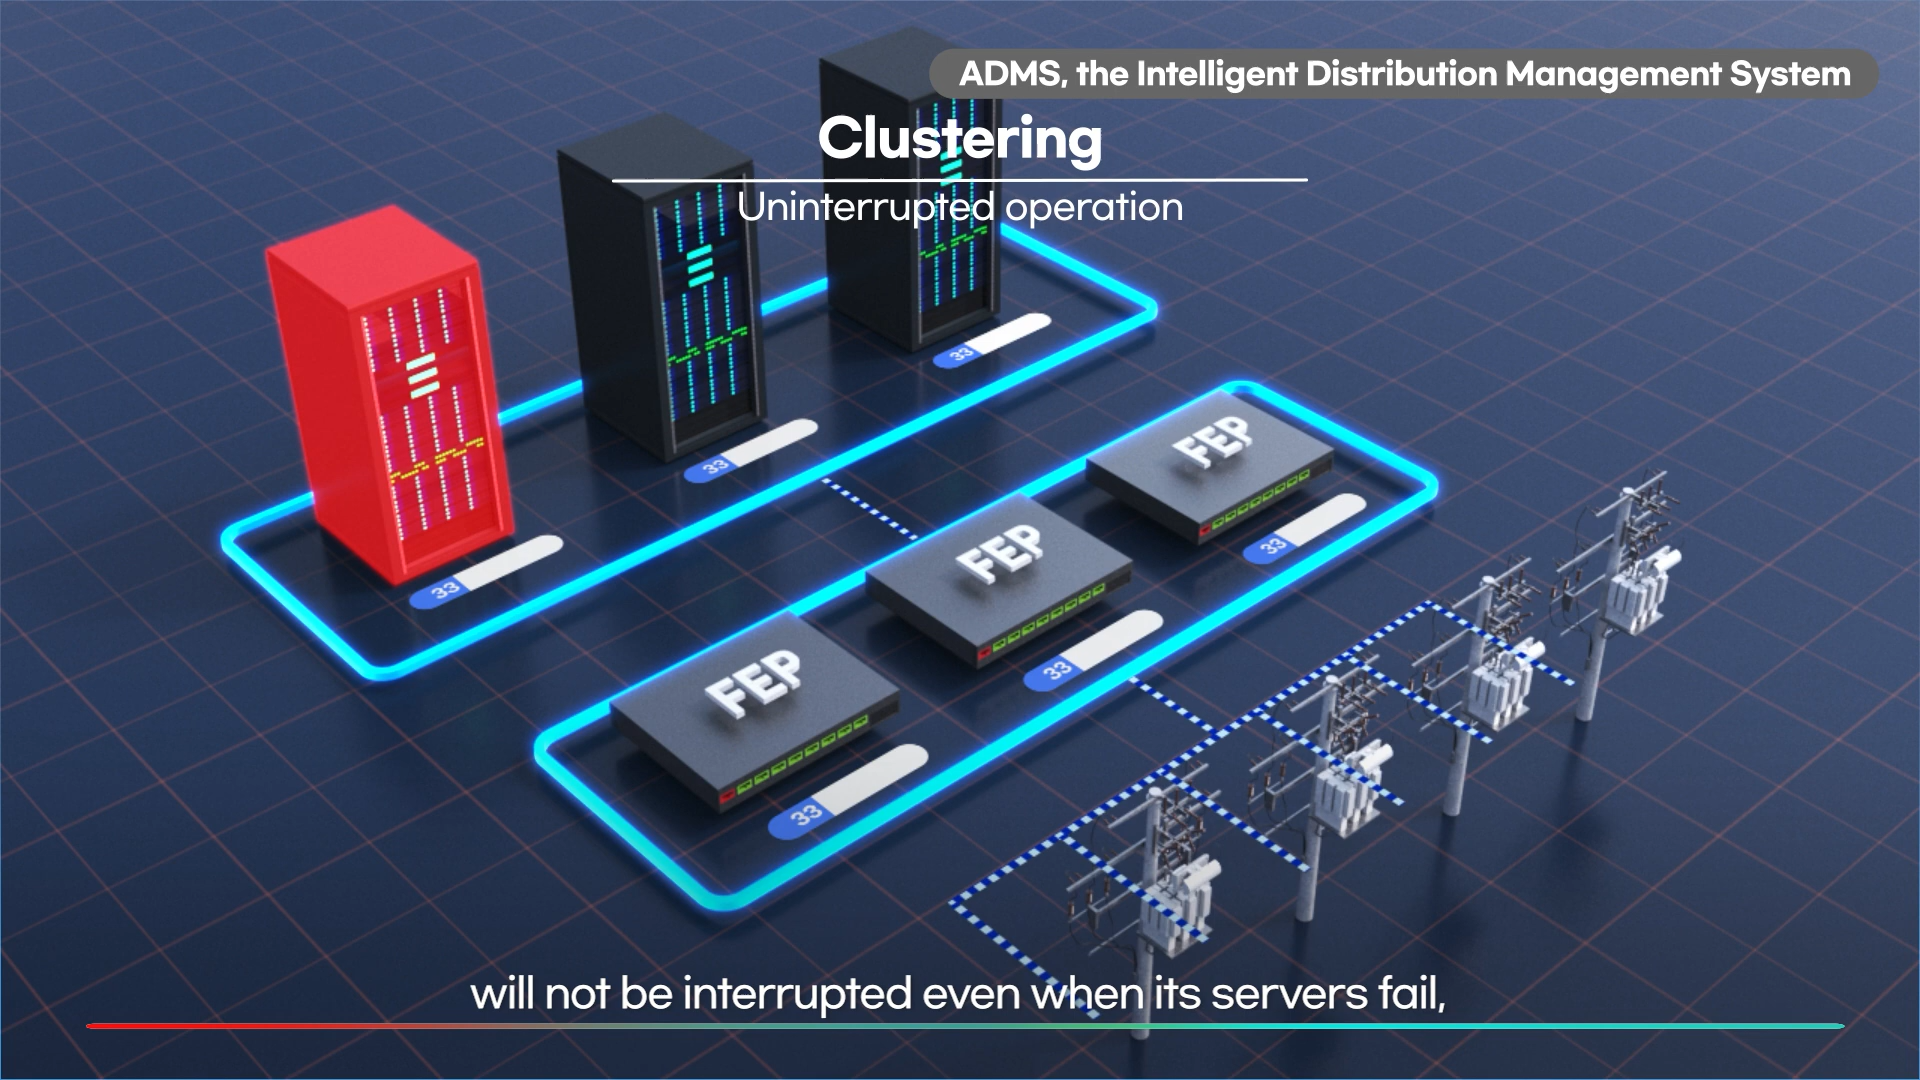 ADMS, the Intelligent Distribution Management System
Clustering
Uninterrupted operation
33
33
33
FEP
33
FEP
33
FEP
33
will not be interrupted even when its servers fail,